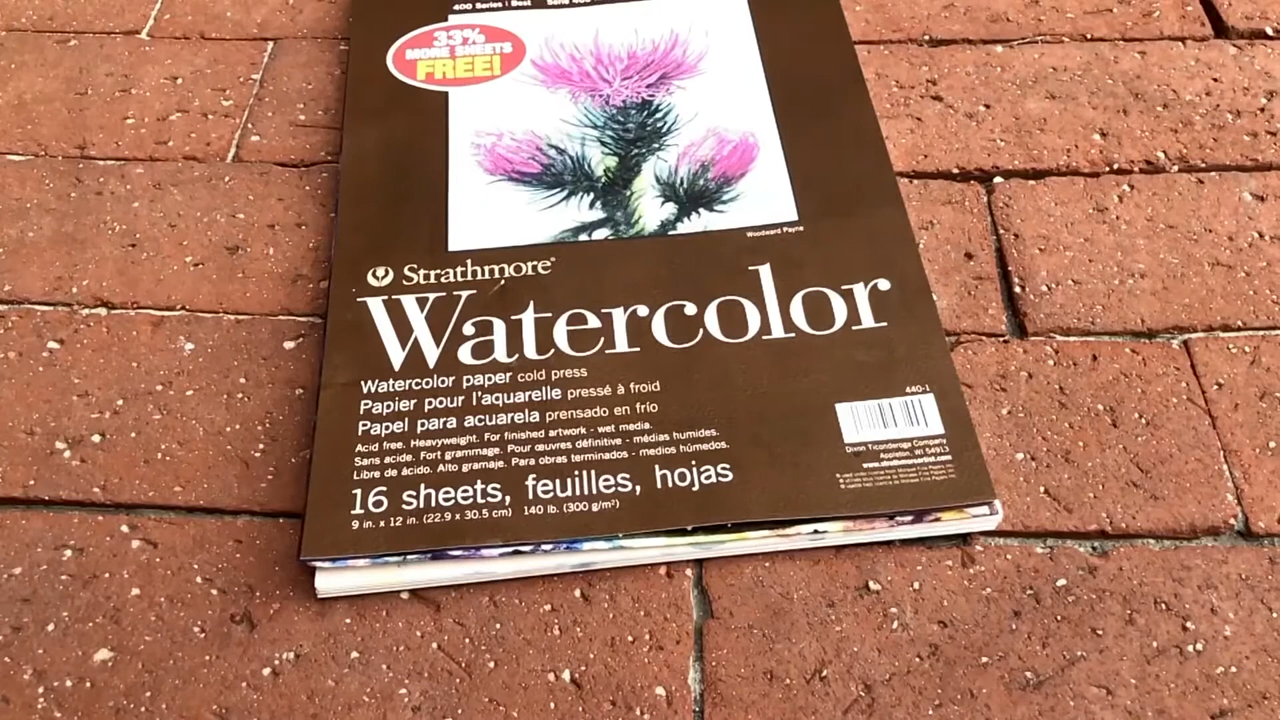 400 Series | Best
33%
MORE SHEETS
FREE!
Woodward Payne
Strathmore®
Watercolor
Watercolor paper cold press
Papier pour l'aquarelle pressé à froid
Papel para acuarela prensado en frío
Acid free. Heavyweight. For finished artwork - wet media.
Sans acide. Fort grammage. Pour œuvres définitive - médias humides.
Libre de ácido. Alto gramaje. Para obras terminados - medios húmedos.
16 sheets, feuilles, hojas
9 in. x 12 in. (22.9 x 30.5 cm) 140 lb. (300 g/m²)
440-1
Dixon Ticonderoga Company
Appleton, WI 54913
www.strathmoreartist.com